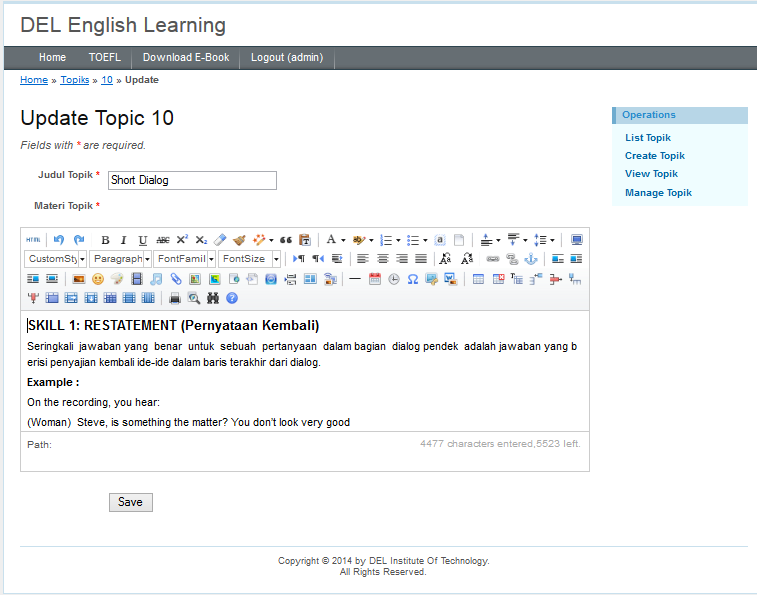 DEL English Learning
Home TOEFL Download E-Book Logout (admin)
Home » Topiks » 10 » Update
Update Topic 10
Fields with * are required.
Judul Topik * Short Dialog
Materi Topik *
HTML B I U ABC X² X₂ A ab a
CustomSty Paragraph FontFamil FontSize
SKILL 1: RESTATEMENT (Pernyataan Kembali)
Seringkali jawaban yang benar untuk sebuah pertanyaan dalam bagian dialog pendek adalah jawaban yang b
erisi penyajian kembali ide-ide dalam baris terakhir dari dialog.
Example :
On the recording, you hear:
(Woman) Steve, is something the matter? You don't look very good
Path: 4477 characters entered,5523 left.
Save
Operations
List Topik
Create Topik
View Topik
Manage Topik
Copyright © 2014 by DEL Institute Of Technology.
All Rights Reserved.